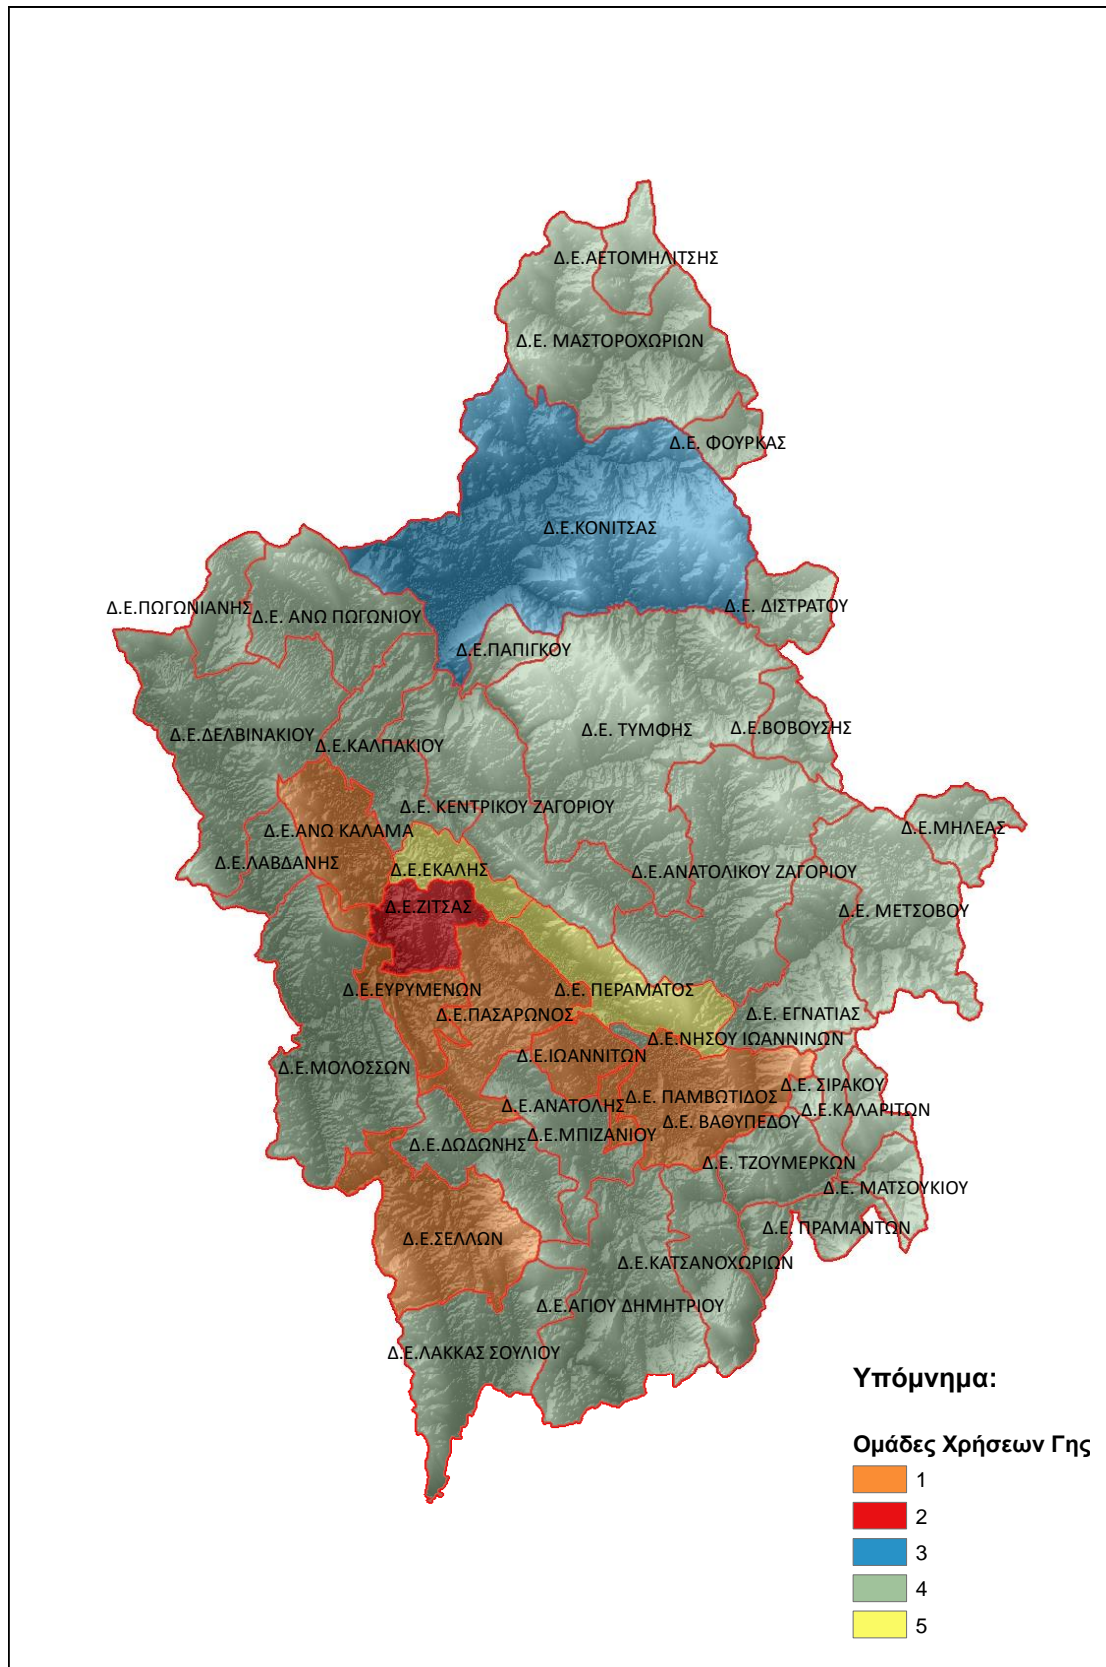 Δ.Ε.ΑΕΤΟΜΗΛΙΤΣΗΣ
Δ.Ε. ΜΑΣΤΟΡΟΧΩΡΙΩΝ
Δ.Ε. ΦΟΥΡΚΑΣ
Δ.Ε.ΚΟΝΙΤΣΑΣ
Δ.Ε.ΠΩΓΩΝΙΑΝΗΣ
Δ.Ε. ΑΝΩ ΠΩΓΩΝΙΟΥ
Δ.Ε. ΔΙΣΤΡΑΤΟΥ
Δ.Ε.ΠΑΠΙΓΚΟΥ
Δ.Ε.ΔΕΛΒΙΝΑΚΙΟΥ
Δ.Ε.ΚΑΛΠΑΚΙΟΥ
Δ.Ε. ΤΥΜΦΗΣ
Δ.Ε.ΒΟΒΟΥΣΗΣ
Δ.Ε. ΚΕΝΤΡΙΚΟΥ ΖΑΓΟΡΙΟΥ
Δ.Ε.ΑΝΩ ΚΑΛΑΜΑ
Δ.Ε.ΜΗΛΕΑΣ
Δ.Ε.ΛΑΒΔΑΝΗΣ
Δ.Ε.ΕΚΑΛΗΣ
Δ.Ε.ΑΝΑΤΟΛΙΚΟΥ ΖΑΓΟΡΙΟΥ
Δ.Ε.ΖΙΤΣΑΣ
Δ.Ε. ΜΕΤΣΟΒΟΥ
Δ.Ε.ΕΥΡΥΜΕΝΩΝ
Δ.Ε. ΠΕΡΑΜΑΤΟΣ
Δ.Ε.ΠΑΣΑΡΩΝΟΣ
Δ.Ε. ΕΓΝΑΤΙΑΣ
Δ.Ε.ΝΗΣΟΥ ΙΩΑΝΝΙΝΩΝ
Δ.Ε.ΙΩΑΝΝΙΤΩΝ
Δ.Ε.ΜΟΛΟΣΣΩΝ
Δ.Ε. ΣΙΡΑΚΟΥ
Δ.Ε. ΠΑΜΒΩΤΙΔΟΣ
Δ.Ε.ΑΝΑΤΟΛΗΣ
Δ.Ε.ΚΑΛΑΡΙΤΩΝ
Δ.Ε. ΒΑΘΥΠΕΔΟΥ
Δ.Ε.ΔΩΔΩΝΗΣ
Δ.Ε.ΜΠΙΖΑΝΙΟΥ
Δ.Ε. ΤΖΟΥΜΕΡΚΩΝ
Δ.Ε. ΜΑΤΣΟΥΚΙΟΥ
Δ.Ε. ΠΡΑΜΑΝΤΩΝ
Δ.Ε.ΣΕΛΛΩΝ
Δ.Ε.ΚΑΤΣΑΝΟΧΩΡΙΩΝ
Δ.Ε.ΑΓΙΟΥ ΔΗΜΗΤΡΙΟΥ
Δ.Ε.ΛΑΚΚΑΣ ΣΟΥΛΙΟΥ
Υπόμνημα:
Ομάδες Χρήσεων Γης
1
2
3
4
5